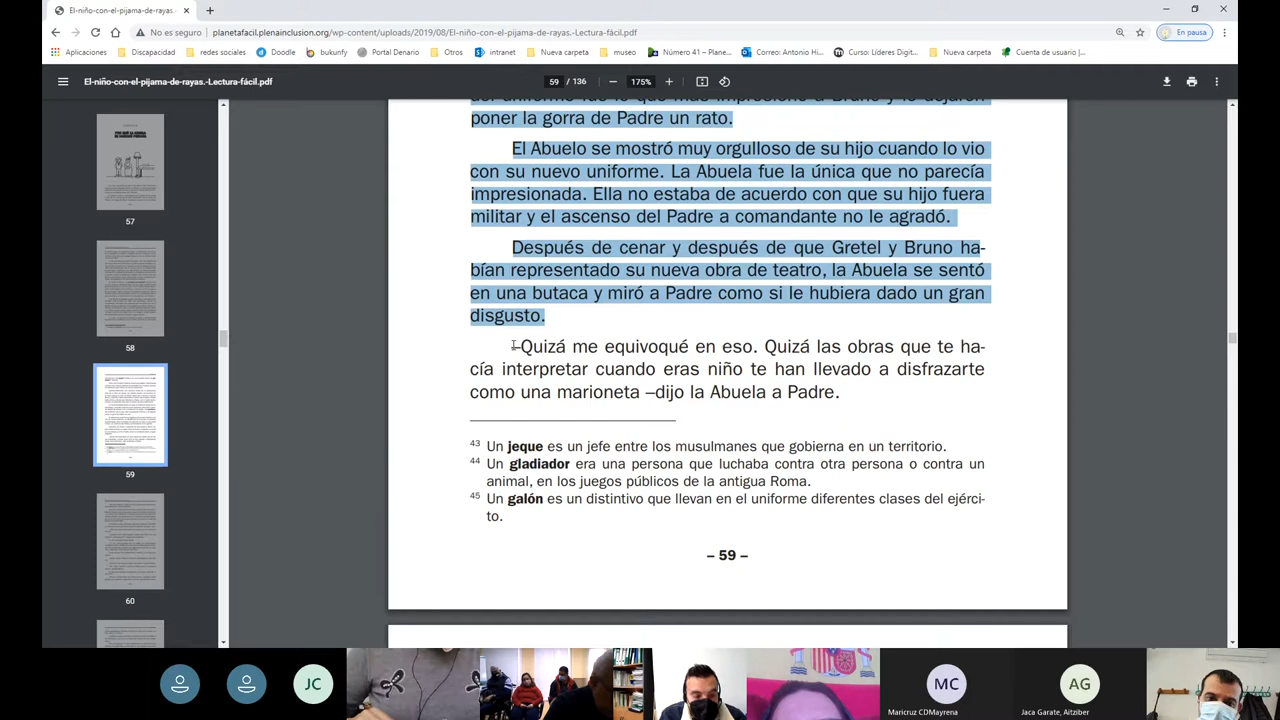 El-niño-con-el-pijama-de-rayas.-L
No es seguro
planetafacil.plenainclusion.org/wp-content/uploads/2019/08/El-niño-con-el-pijama-de-rayas.-Lectura-fácil.pdf
En pausa
Aplicaciones
Discapacidad
redes sociales
Doodle
bukunfy
Portal Denario
Otros
intranet
Nueva carpeta
museo
Número 41 – Plane...
Correo: Antonio Hi...
Curso: Líderes Digit...
Nueva carpeta
Cuenta de usuario |...
El-niño-con-el-pijama-de-rayas.-Lectura-fácil.pdf
59 / 136
175%
57
58
59
60
poner la gorra de Padre un rato.
El Abuelo se mostró muy orgulloso de su hijo cuando lo vio
con su nuevo uniforme. La Abuela fue la única que no parecía
impresionada. Ella no estaba de acuerdo con que su hijo fuera
militar y el ascenso del Padre a comandante no le agradó.
Despues de cenar y después de que Gretel y Bruno ha-
bían representado su nueva obra de teatro, la Abuela se sentó
en una butaca y miró a Padre como si le hubiera dado un gran
disgusto.
–Quizá me equivoqué en eso. Quizá las obras que te ha-
cía interpretar cuando eras niño te han llevado a disfrazarte
como una marioneta –dijo la Abuela a Padre.
43 Un jeque es un jefe entre los musulmanes que gobierna en un territorio.
44 Un gladiador era una persona que luchaba contra otra persona o contra un
animal, en los juegos públicos de la antigua Roma.
45 Un galón es un distintivo que llevan en el uniforme diferentes clases del ejérci-
to.
– 59 –
JC
MC
Maricruz CDMayrena
AG
Jaca Garate, Aitziber